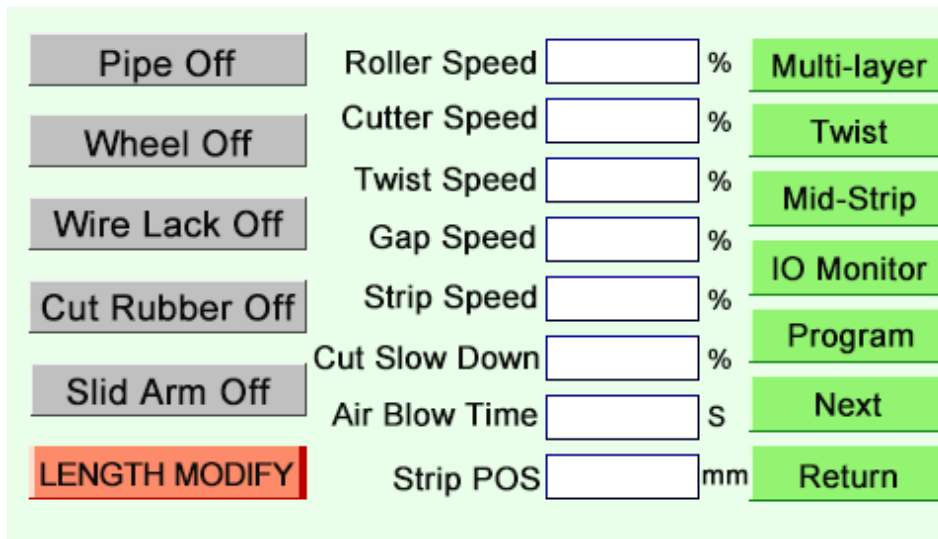 Pipe Off
Wheel Off
Wire Lack Off
Cut Rubber Off
Slid Arm Off
LENGTH MODIFY
Roller Speed %
Cutter Speed %
Twist Speed %
Gap Speed %
Strip Speed %
Cut Slow Down %
Air Blow Time S
Strip POS mm
Multi-layer
Twist
Mid-Strip
IO Monitor
Program
Next
Return